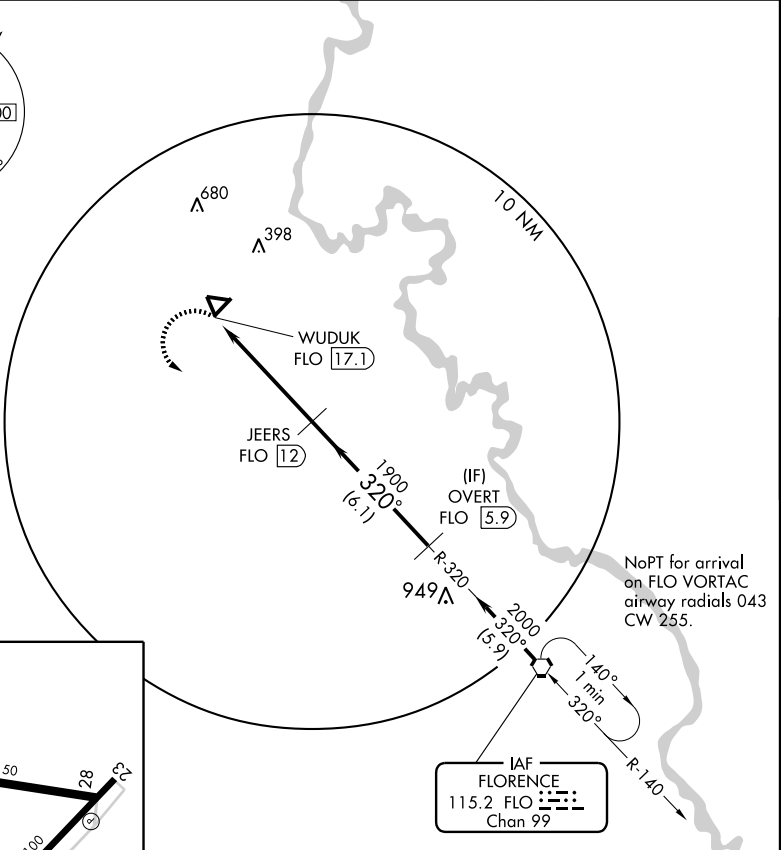 680
398
10 NM
WUDUK
FLO 17.1
JEERS
FLO 12
1900
320°
(6.1)
(IF)
OVERT
FLO 5.9
R-320
949
2000
320°
(5.9)
NoPT for arrival
on FLO VORTAC
airway radials 043
CW 255.
140°
1 min
320°
R-140
IAF
FLORENCE
115.2 FLO
Chan 99
50
28
23
P